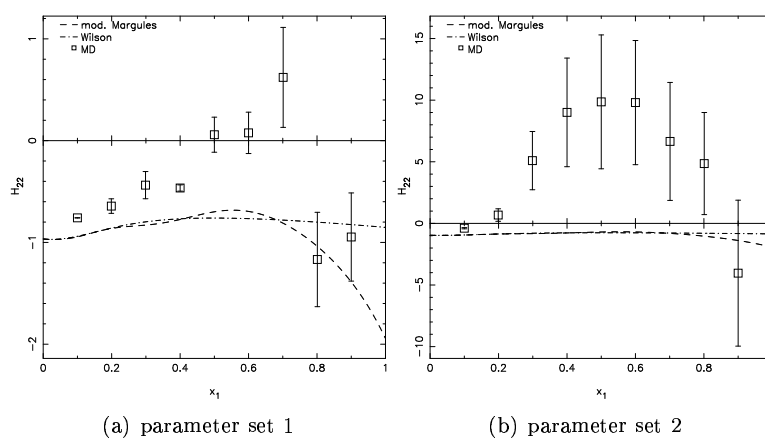 mod. Margules
Wilson
MD
1
0
−1
−2
H22
0
0.2
0.4
0.6
0.8
1
x1
(a) parameter set 1
mod. Margules
Wilson
MD
15
10
5
0
−5
−10
H22
0
0.2
0.4
0.6
0.8
1
x1
(b) parameter set 2